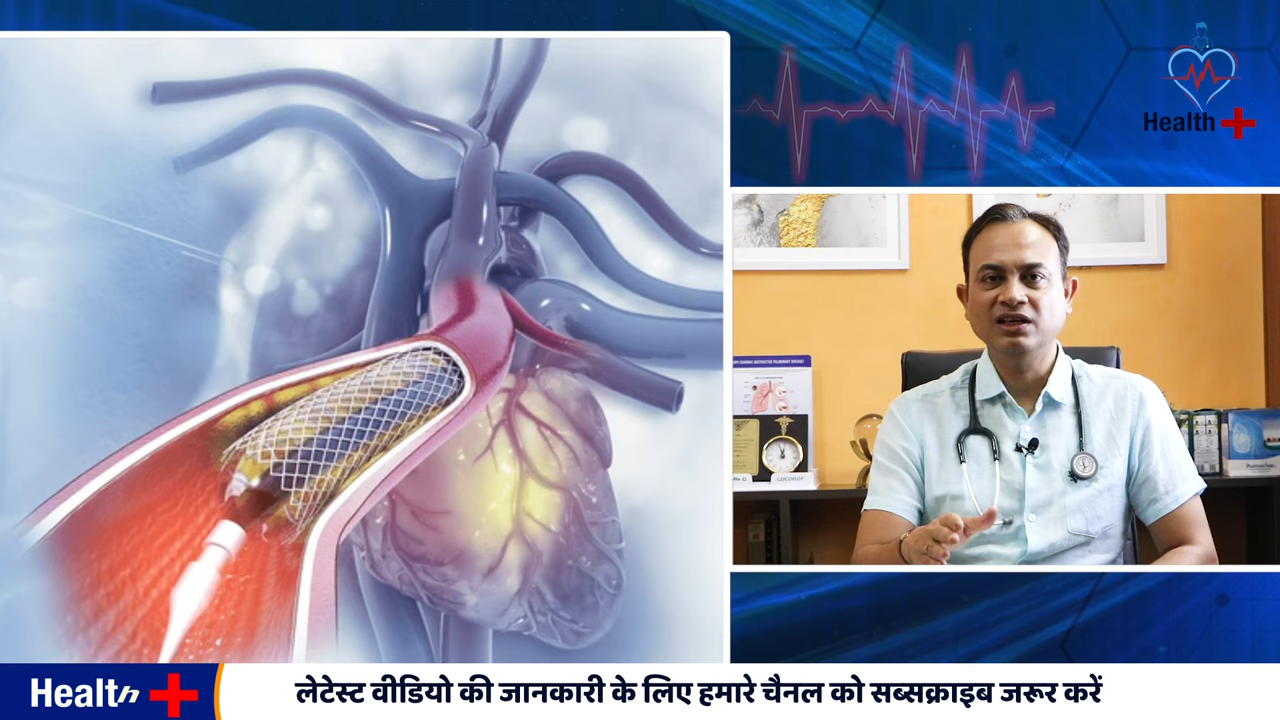 Health
Health
लेटेस्ट वीडियो की जानकारी के लिए हमारे चैनल को सब्सक्राइब जरूर करें